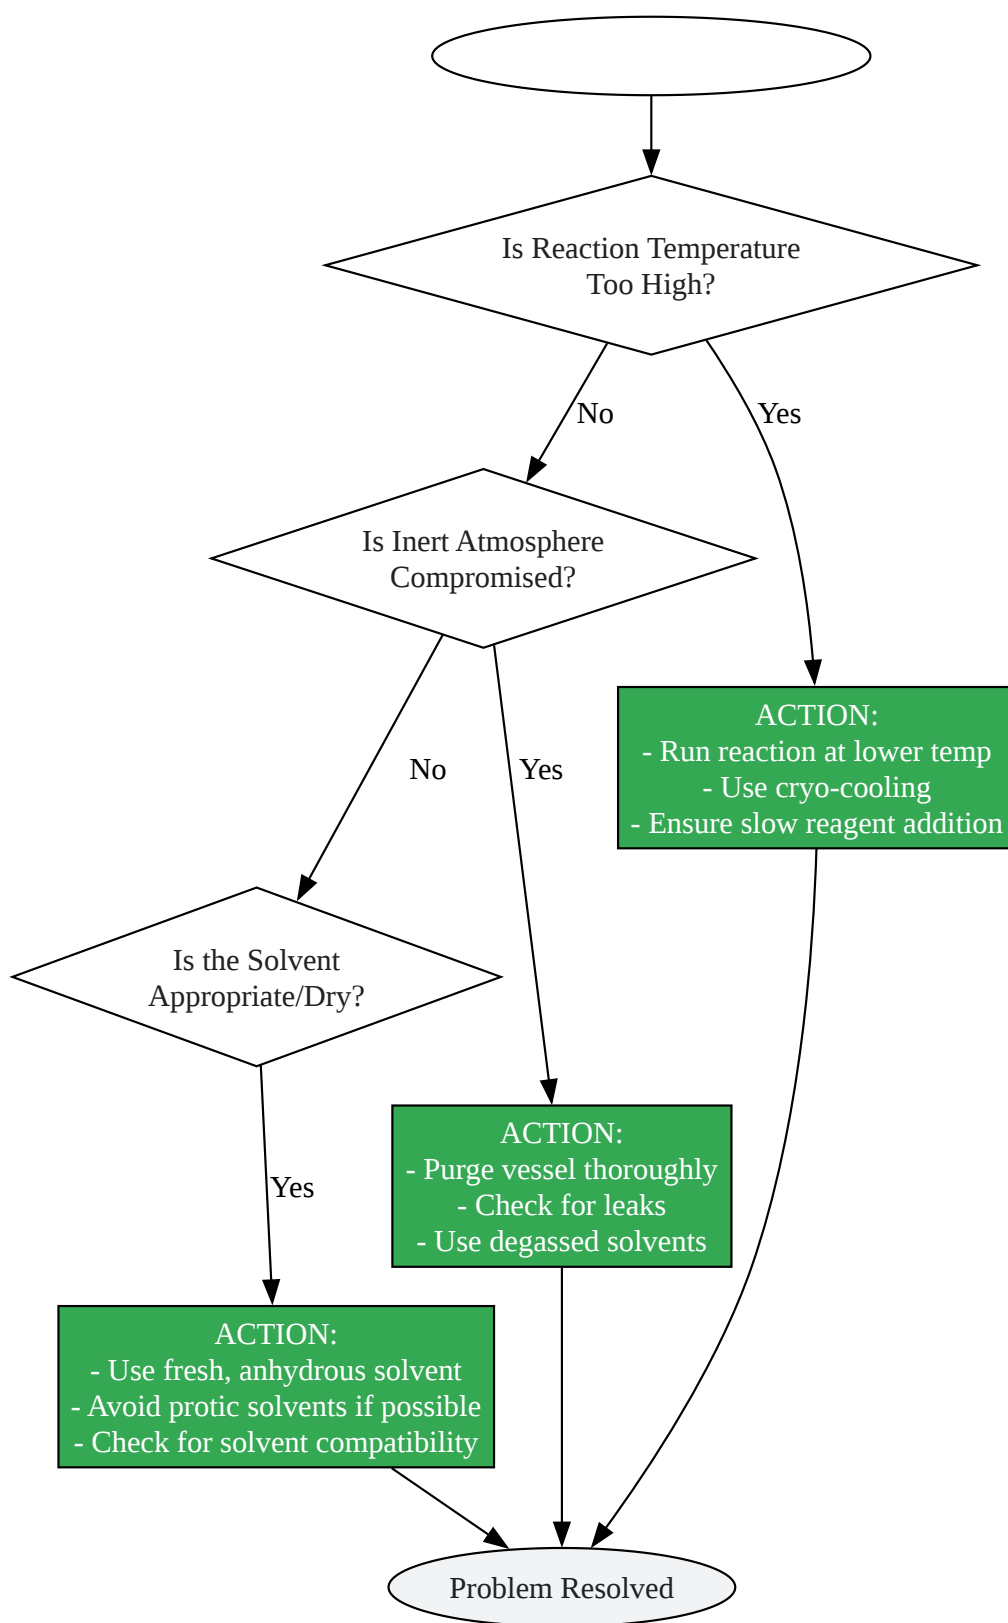 Is Reaction Temperature
Too High?
No
Yes
Is Inert Atmosphere
Compromised?
ACTION:
- Run reaction at lower temp
- Use cryo-cooling
- Ensure slow reagent addition
No
Yes
Is the Solvent
Appropriate/Dry?
ACTION:
- Purge vessel thoroughly
- Check for leaks
- Use degassed solvents
Yes
ACTION:
- Use fresh, anhydrous solvent
- Avoid protic solvents if possible
- Check for solvent compatibility
Problem Resolved